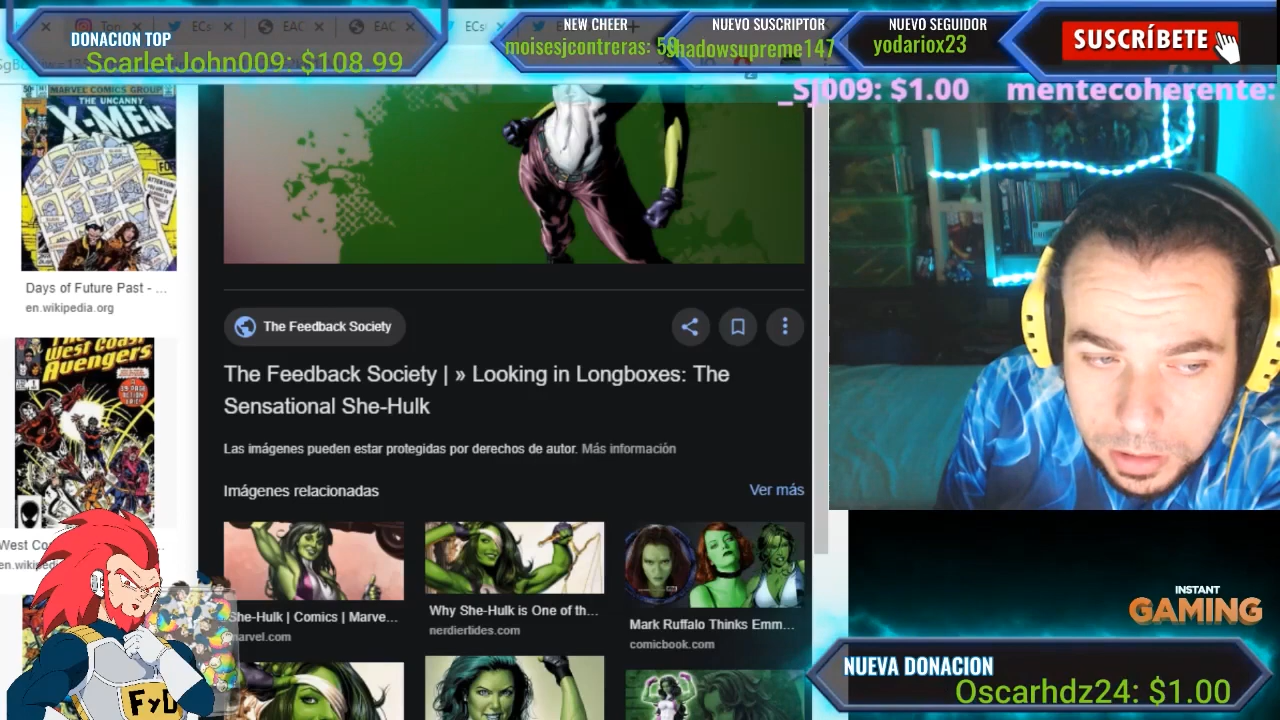 DONACION TOP
ScarletJohn009: $108.99
NEW CHEER
moisesjcontreras:
NUEVO SUSCRIPTOR
shadowsupreme147
NUEVO SEGUIDOR
yodariox23
SUSCRÍBETE
_SJ009: $1.00 mentecoherente:
MARVEL COMICS GROUP
THE UNCANNY
X-MEN
Days of Future Past - ...
en.wikipedia.org
West Coast
Avengers
West Co
The Feedback Society
The Feedback Society | » Looking in Longboxes: The
Sensational She-Hulk
Las imágenes pueden estar protegidas por derechos de autor. Más información
Imágenes relacionadas
Ver más
She-Hulk | Comics | Marve...
marvel.com
Why She-Hulk is One of th...
nerdiertides.com
Mark Ruffalo Thinks Emm...
comicbook.com
FyD
INSTANT
GAMING
NUEVA DONACION
Oscarhdz24: $1.00